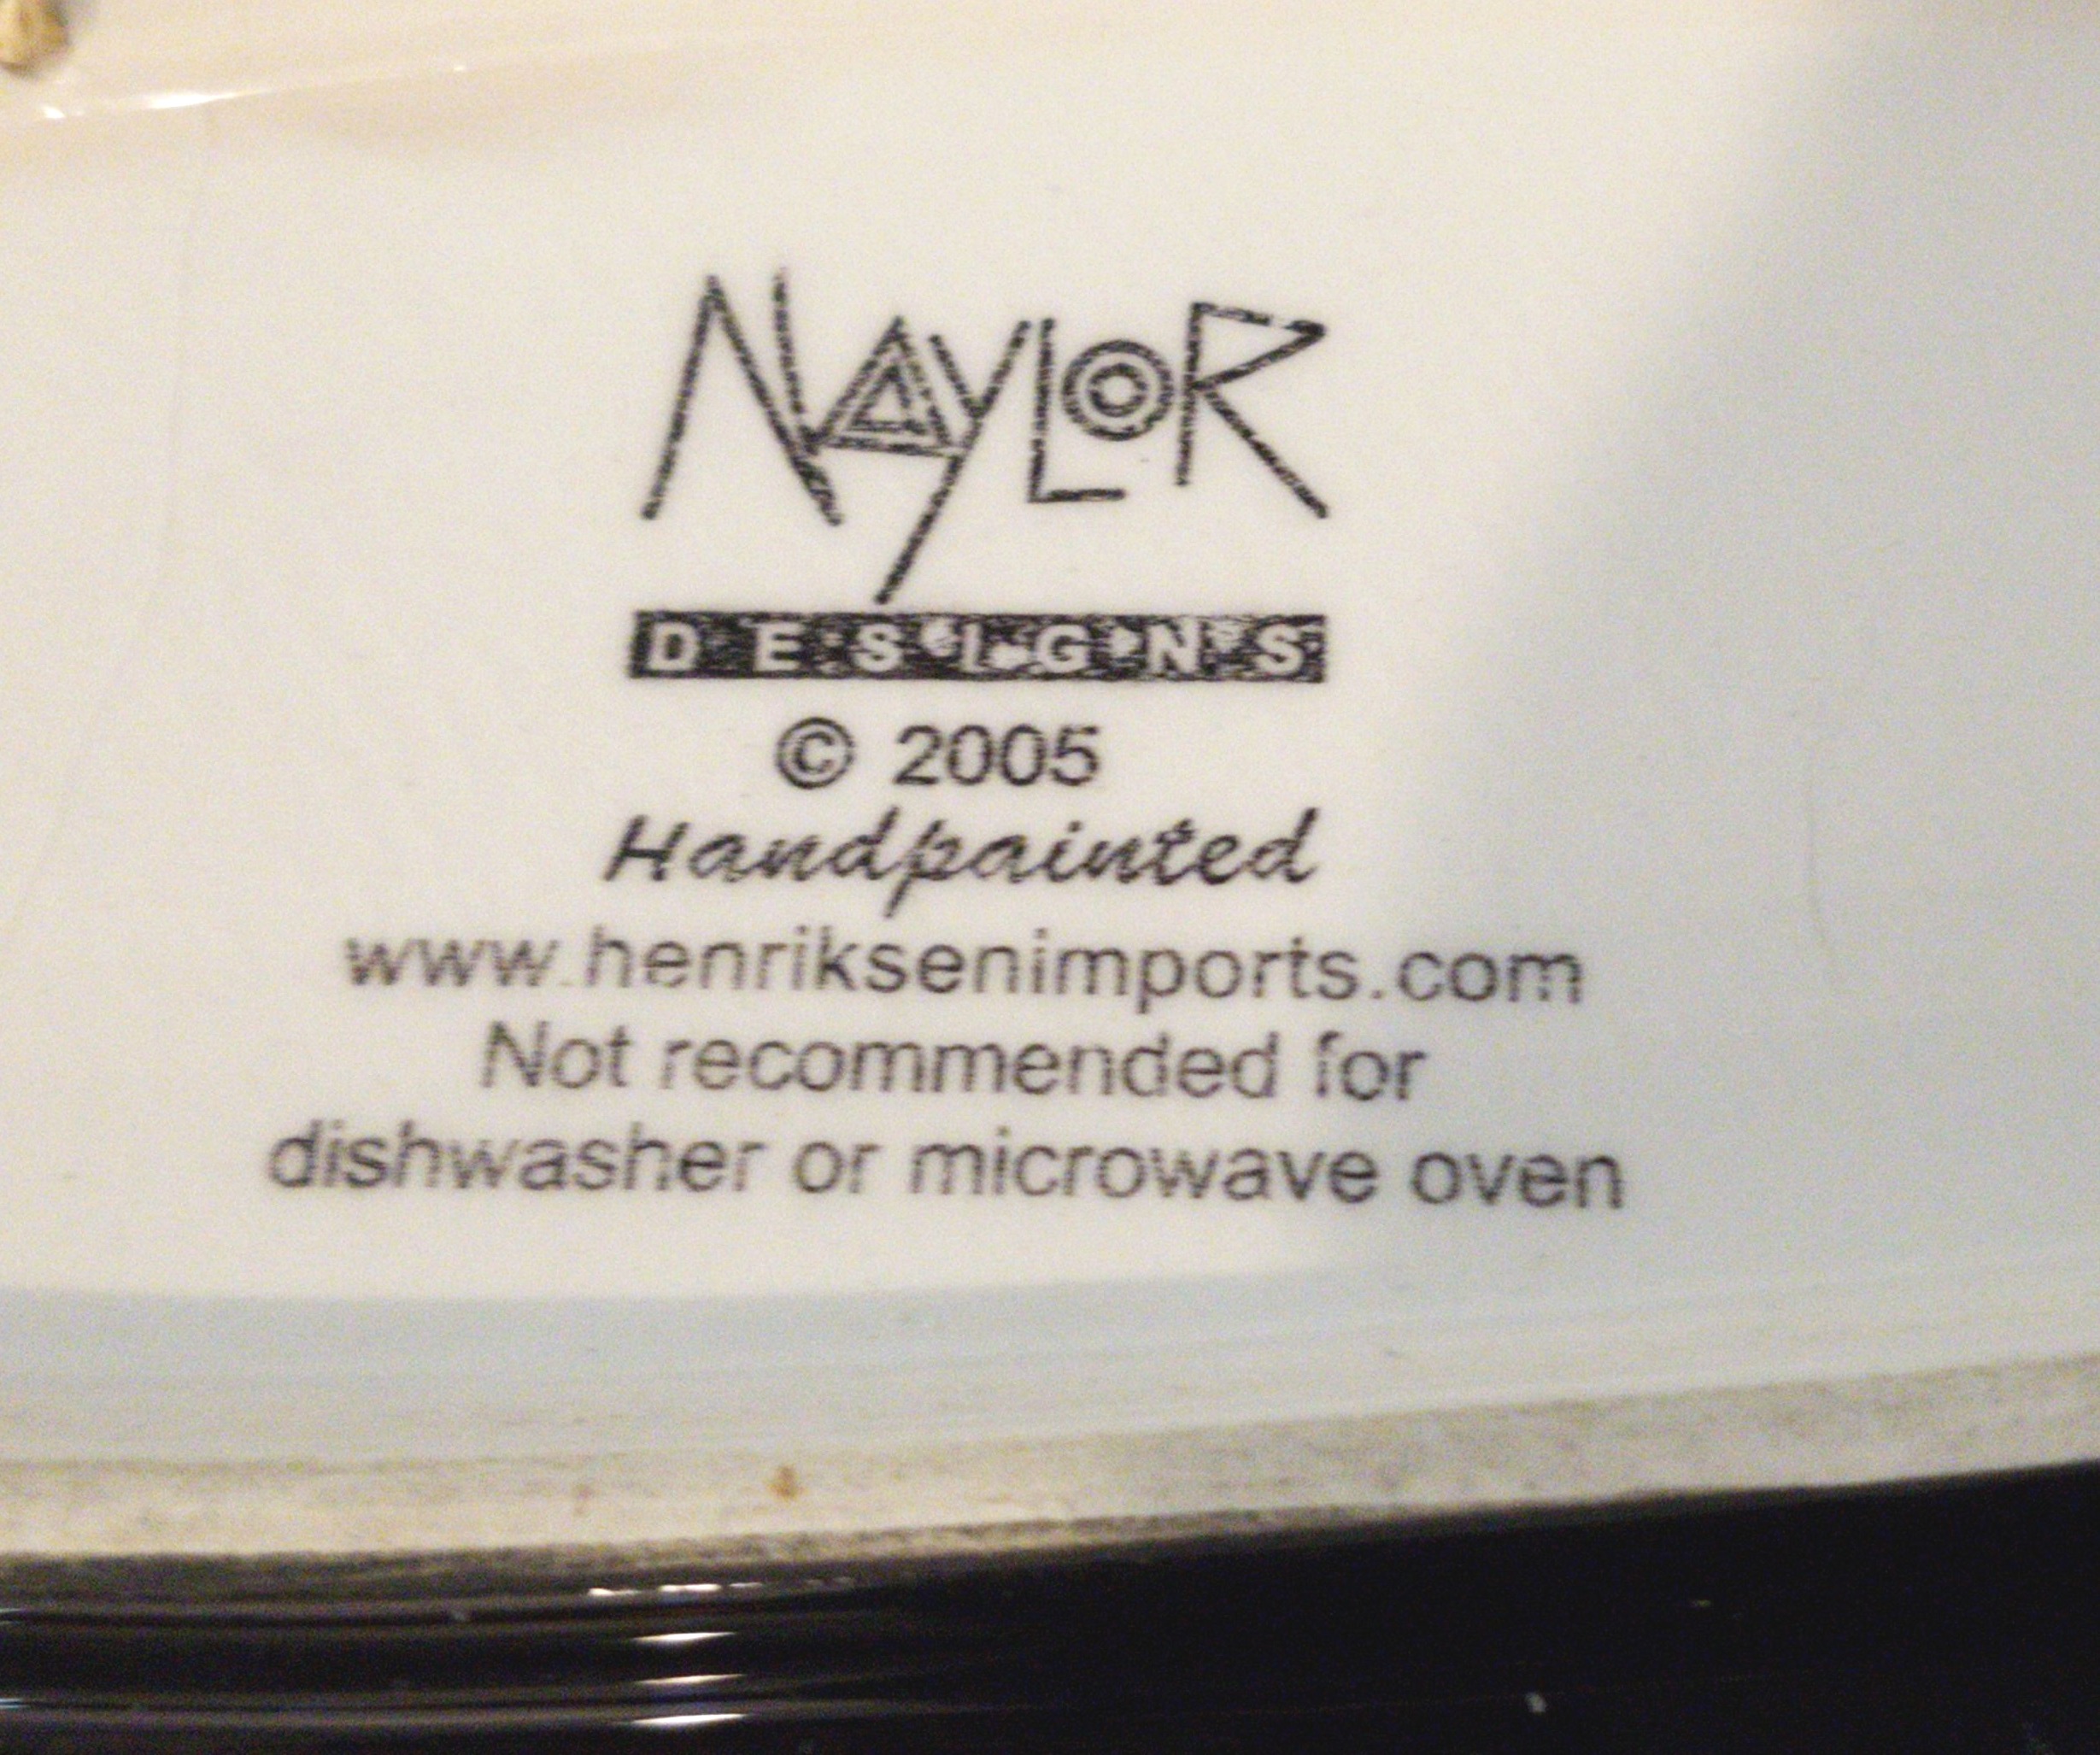 NAYLOR
DESIGNS
© 2005
Handpainted
www.henriksenimports.com
Not recommended for
dishwasher or microwave oven